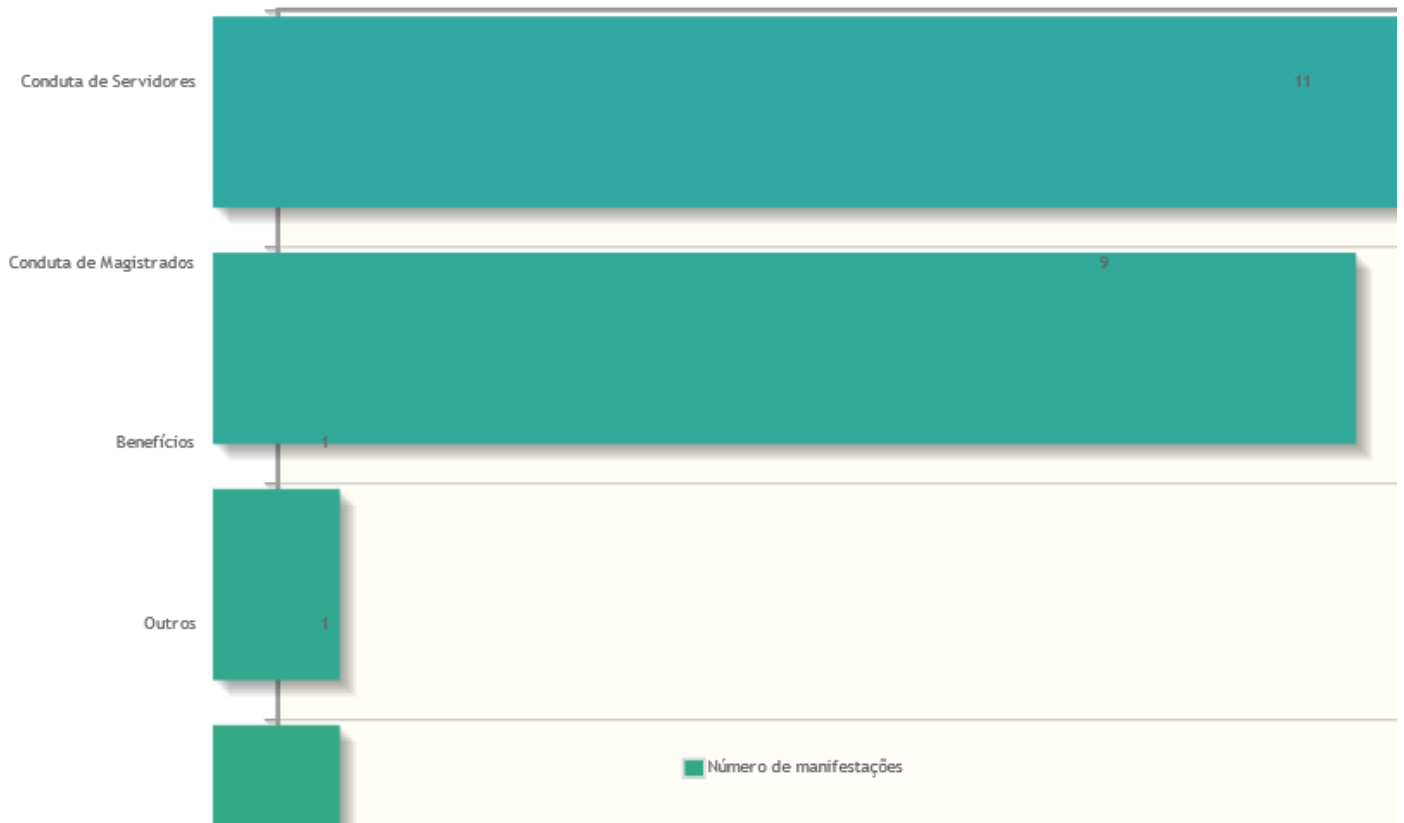 Conduta de Servidores 11
Conduta de Magistrados 9
Benefícios 1
Outros 1
Número de manifestações